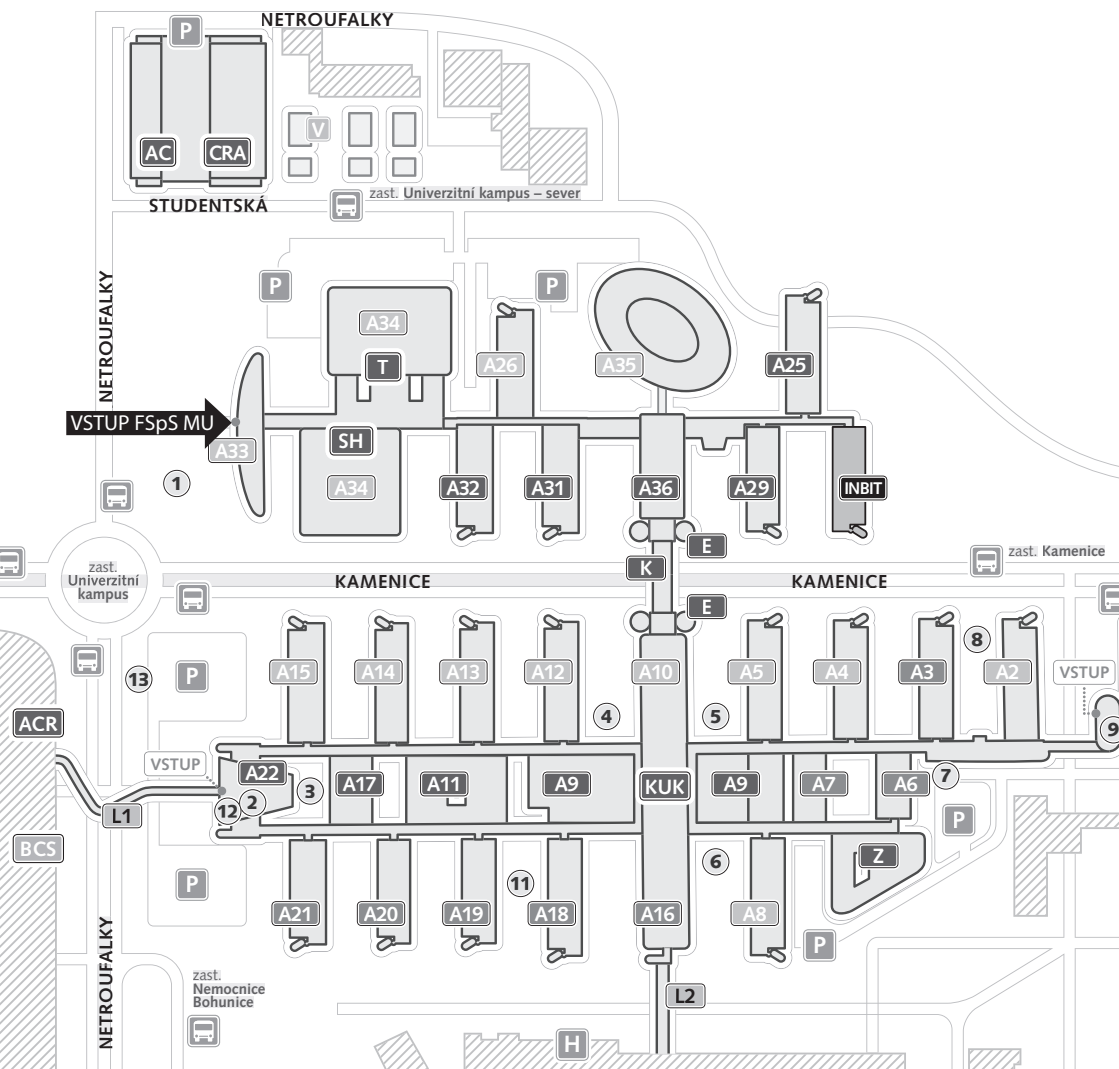 NETROUFALKY
P
V
AC
CRA
zast. Univerzitní kampus – sever
STUDENTSKÁ
NETROUFALKY
P
P
A34
T
A26
A35
A25
VSTUP FSpS MU
A33
SH
1
A34
A32
A31
A36
A29
INBIT
E
K
zast. Kamenice
zast.
Univerzitní
kampus
KAMENICE
KAMENICE
E
8
A15
A14
A13
A12
A10
A5
A4
A3
A2
VSTUP
13
P
4
5
ACR
9
VSTUP
A22
A17
A11
A9
KUK
A9
A7
A6
7
3
2
12
L1
P
BCS
Z
6
P
11
A21
A20
A19
A18
A16
A8
P
NETROUFALKY
zast.
Nemocnice
Bohunice
L2
H